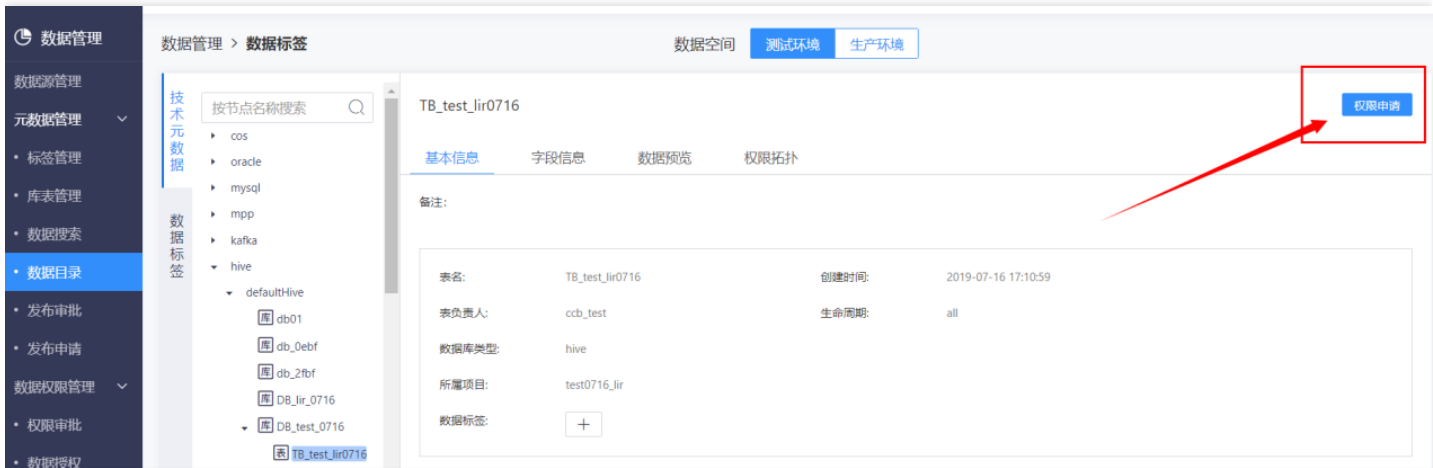 数据管理
数据源管理
元数据管理
• 标签管理
• 库表管理
• 数据搜索
• 数据目录
• 发布审批
• 发布申请
数据权限管理
• 权限审批
• 数据授权
数据管理 > 数据标签
数据空间 测试环境 生产环境
技术元数据
数据标签
按节点名称搜索
cos
oracle
mysql
mpp
kafka
hive
defaultHive
库 db01
库 db_0ebf
库 db_2fbf
库 DB_lir_0716
库 DB_test_0716
表 TB_test_lir0716
TB_test_lir0716
权限申请
基本信息 字段信息 数据预览 权限拓扑
备注:
表名: TB_test_lir0716 创建时间: 2019-07-16 17:10:59
表负责人: ccb_test 生命周期: all
数据库类型: hive
所属项目: test0716_lir
数据标签: +